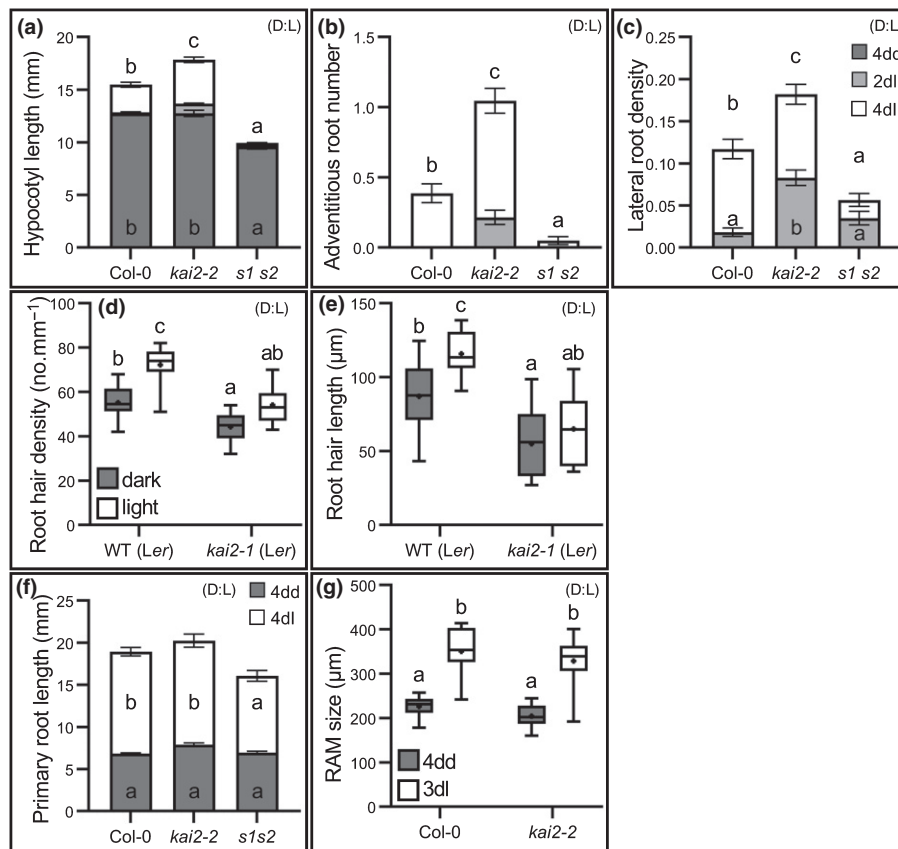 (a)
(D:L)
Hypocotyl length (mm)
20
15
10
5
0
b
c
a
b
b
a
Col-0
kai2-2
s1 s2
(b)
(D:L)
Adventitious root number
1.5
1.0
0.5
0.0
b
c
a
Col-0
kai2-2
s1 s2
(c)
(D:L)
4dd
2dl
4dl
Lateral root density
0.25
0.20
0.15
0.10
0.05
0.00
b
c
a
a
b
a
Col-0
kai2-2
s1 s2
(d)
(D:L)
Root hair density (no.mm⁻¹)
100
80
60
40
20
0
b
c
a
ab
dark
light
WT (Ler)
kai2-1 (Ler)
(e)
(D:L)
Root hair length (µm)
150
100
50
0
b
c
a
ab
WT (Ler)
kai2-1 (Ler)
(f)
(D:L)
4dd
4dl
Primary root length (mm)
25
20
15
10
5
0
b
b
a
a
a
a
Col-0
kai2-2
s1s2
(g)
(D:L)
RAM size (µm)
500
400
300
200
100
0
a
b
a
b
4dd
3dl
Col-0
kai2-2